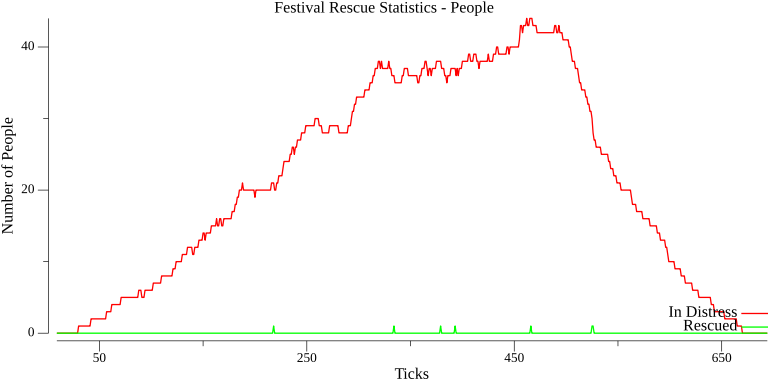 Festival Rescue Statistics - People
Number of People
40
20
0
In Distress
Rescued
50
250
450
650
Ticks